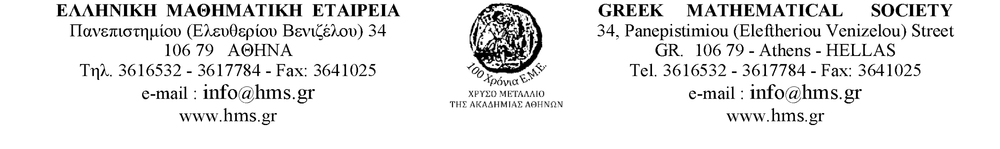 ΕΛΛΗΝΙΚΗ ΜΑΘΗΜΑΤΙΚΗ ΕΤΑΙΡΕΙΑ
Πανεπιστημίου (Ελευθερίου Βενιζέλου) 34
106 79 ΑΘΗΝΑ
Τηλ. 3616532 - 3617784 - Fax: 3641025
e-mail : info@hms.gr
www.hms.gr
100 Χρόνια Ε.Μ.Ε.
ΧΡΥΣΟ ΜΕΤΑΛΛΙΟ
ΤΗΣ ΑΚΑΔΗΜΙΑΣ ΑΘΗΝΩΝ
GREEK MATHEMATICAL SOCIETY
34, Panepistimiou (Eleftheriou Venizelou) Street
GR. 106 79 - Athens - HELLAS
Tel. 3616532 - 3617784 - Fax: 3641025
e-mail : info@hms.gr
www.hms.gr